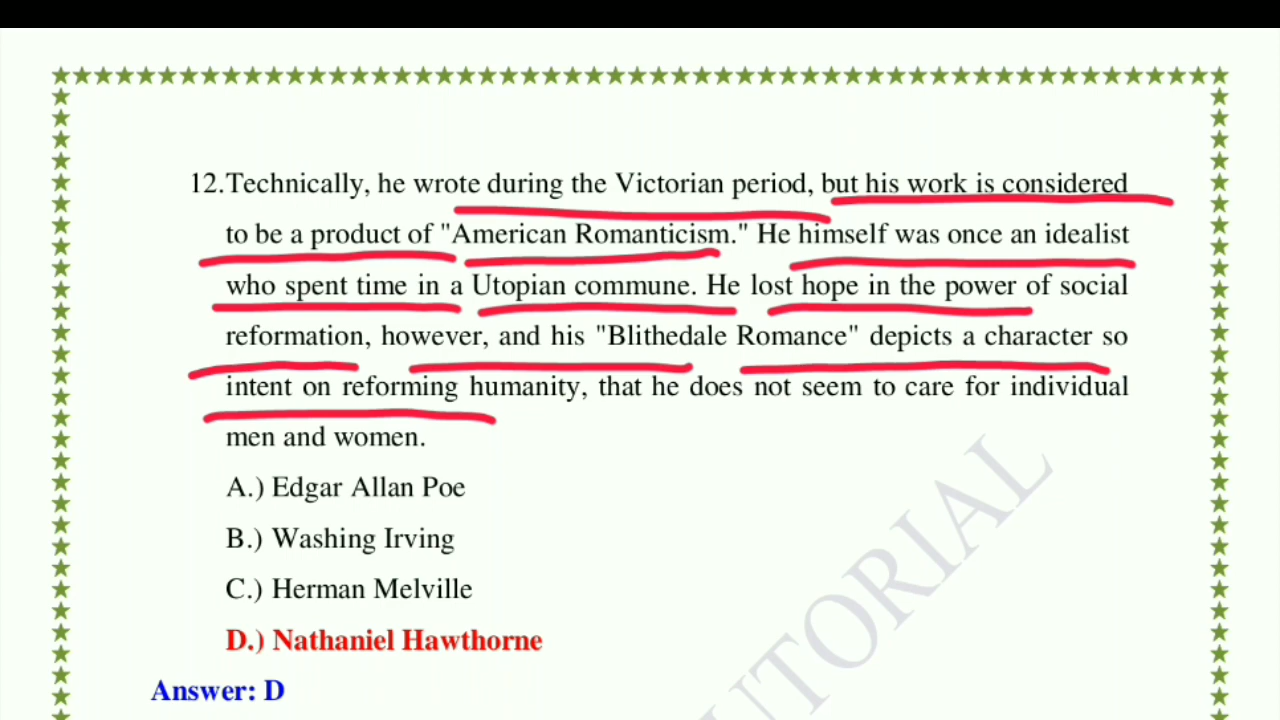 12.Technically, he wrote during the Victorian period, but his work is considered
to be a product of "American Romanticism." He himself was once an idealist
who spent time in a Utopian commune. He lost hope in the power of social
reformation, however, and his "Blithedale Romance" depicts a character so
intent on reforming humanity, that he does not seem to care for individual
men and women.
A.) Edgar Allan Poe
B.) Washing Irving
C.) Herman Melville
D.) Nathaniel Hawthorne
Answer: D
UTORIAL